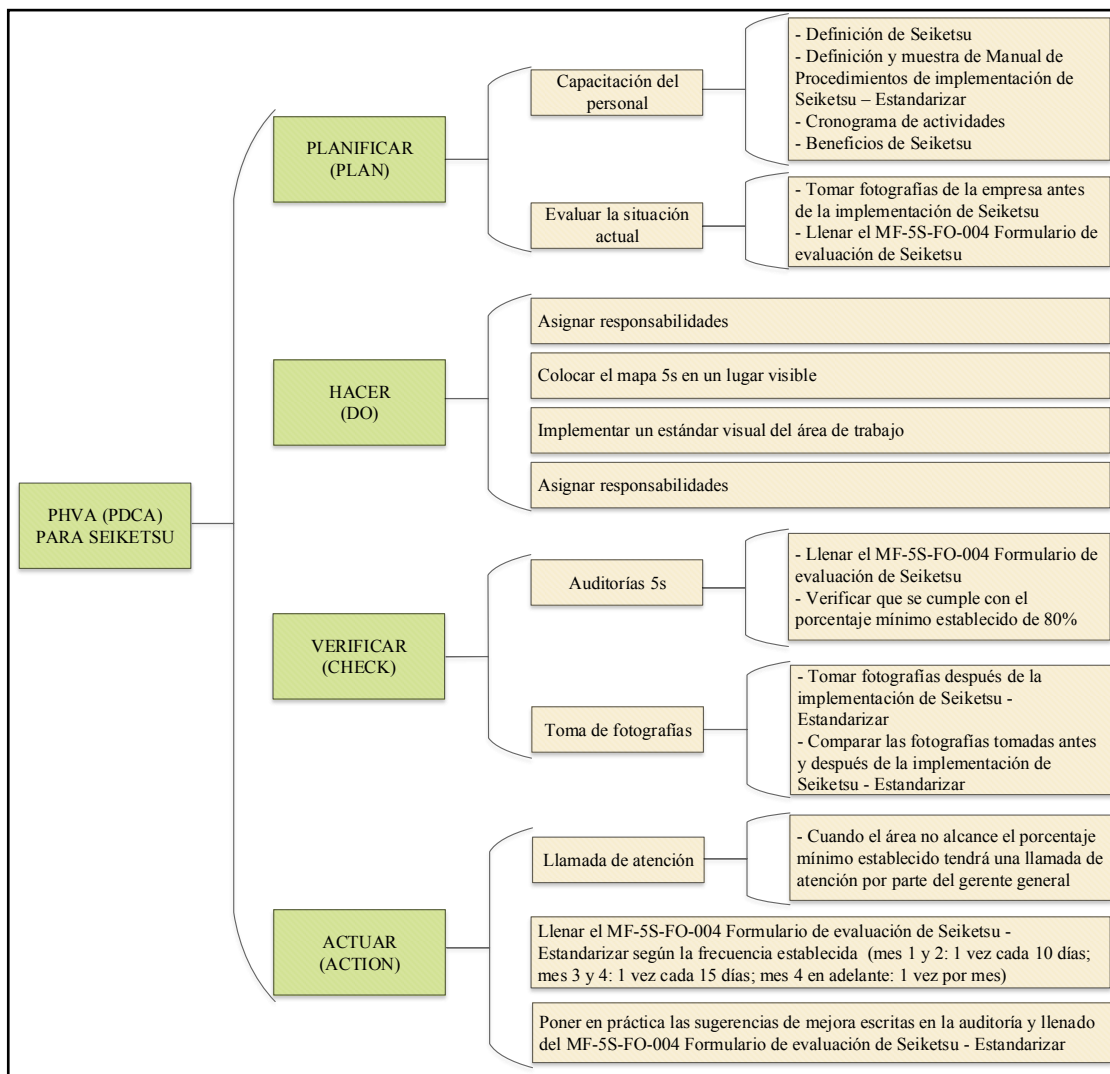 PHVA (PDCA)
PARA SEIKETSU
PLANIFICAR
(PLAN)
Capacitación del
personal
- Definición de Seiketsu
- Definición y muestra de Manual de
Procedimientos de implementación de
Seiketsu – Estandarizar
- Cronograma de actividades
- Beneficios de Seiketsu
Evaluar la situación
actual
- Tomar fotografías de la empresa antes
de la implementación de Seiketsu
- Llenar el MF-5S-FO-004 Formulario de
evaluación de Seiketsu
HACER
(DO)
Asignar responsabilidades
Colocar el mapa 5s en un lugar visible
Implementar un estándar visual del área de trabajo
Asignar responsabilidades
VERIFICAR
(CHECK)
Auditorías 5s
- Llenar el MF-5S-FO-004 Formulario de
evaluación de Seiketsu
- Verificar que se cumple con el
porcentaje mínimo establecido de 80%
Toma de fotografías
- Tomar fotografías después de la
implementación de Seiketsu -
Estandarizar
- Comparar las fotografías tomadas antes
y después de la implementación de
Seiketsu - Estandarizar
ACTUAR
(ACTION)
Llamada de atención
- Cuando el área no alcance el porcentaje
mínimo establecido tendrá una llamada de
atención por parte del gerente general
Llenar el MF-5S-FO-004 Formulario de evaluación de Seiketsu -
Estandarizar según la frecuencia establecida (mes 1 y 2: 1 vez cada 10 días;
mes 3 y 4: 1 vez cada 15 días; mes 4 en adelante: 1 vez por mes)
Poner en práctica las sugerencias de mejora escritas en la auditoría y llenado
del MF-5S-FO-004 Formulario de evaluación de Seiketsu - Estandarizar